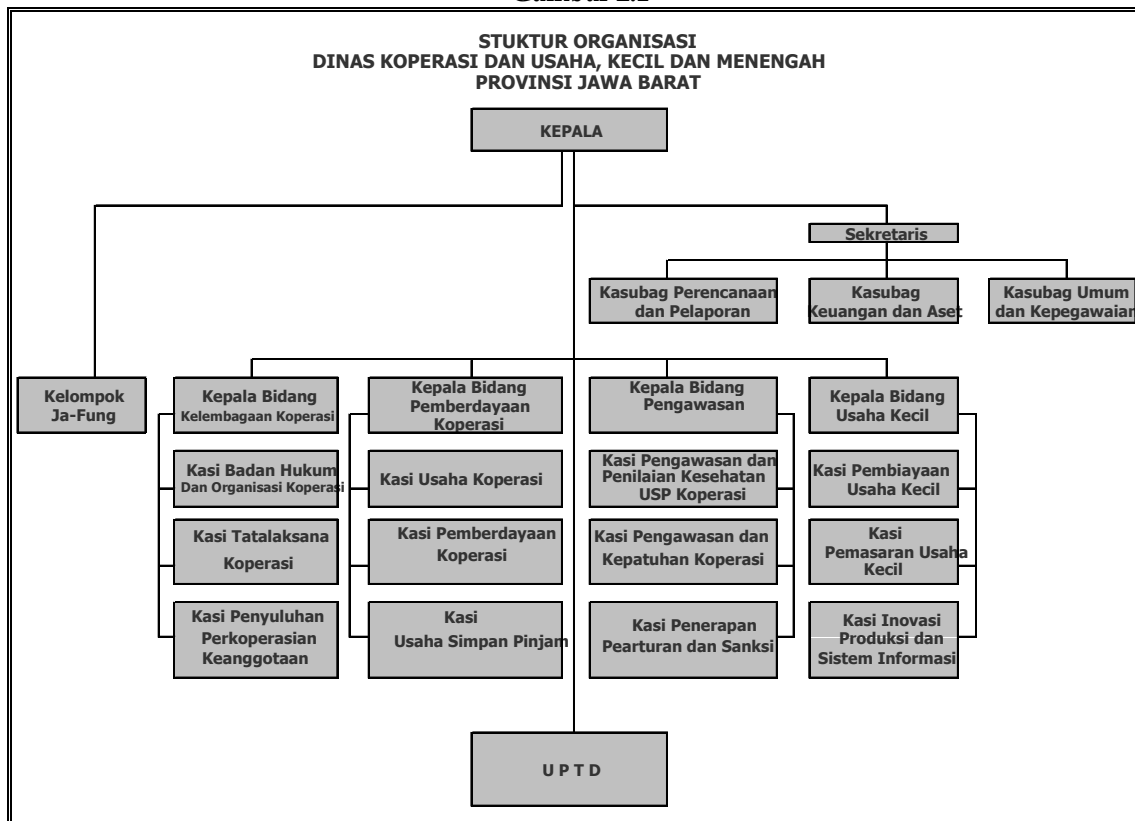 STUKTUR ORGANISASI
DINAS KOPERASI DAN USAHA, KECIL DAN MENENGAH
PROVINSI JAWA BARAT
KEPALA
Sekretaris
Kasubag Perencanaan
dan Pelaporan
Kasubag
Keuangan dan Aset
Kasubag Umum
dan Kepegawaian
Kelompok
Ja-Fung
Kepala Bidang
Kelembagaan Koperasi
Kepala Bidang
Pemberdayaan
Koperasi
Kepala Bidang
Pengawasan
Kepala Bidang
Usaha Kecil
Kasi Badan Hukum
Dan Organisasi Koperasi
Kasi Usaha Koperasi
Kasi Pengawasan dan
Penilaian Kesehatan
USP Koperasi
Kasi Pembiayaan
Usaha Kecil
Kasi Tatalaksana
Koperasi
Kasi Pemberdayaan
Koperasi
Kasi Pengawasan dan
Kepatuhan Koperasi
Kasi
Pemasaran Usaha
Kecil
Kasi Penyuluhan
Perkoperasian
Keanggotaan
Kasi
Usaha Simpan Pinjam
Kasi Penerapan
Pearturan dan Sanksi
Kasi Inovasi
Produksi dan
Sistem Informasi
U P T D